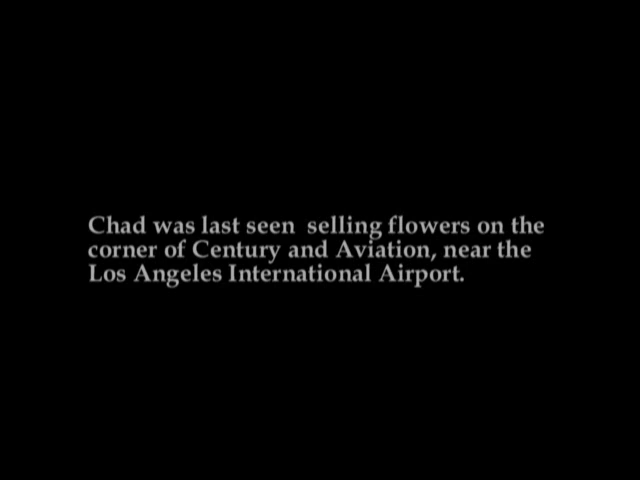 Chad was last seen  selling flowers on the
corner of Century and Aviation, near the
Los Angeles International Airport.